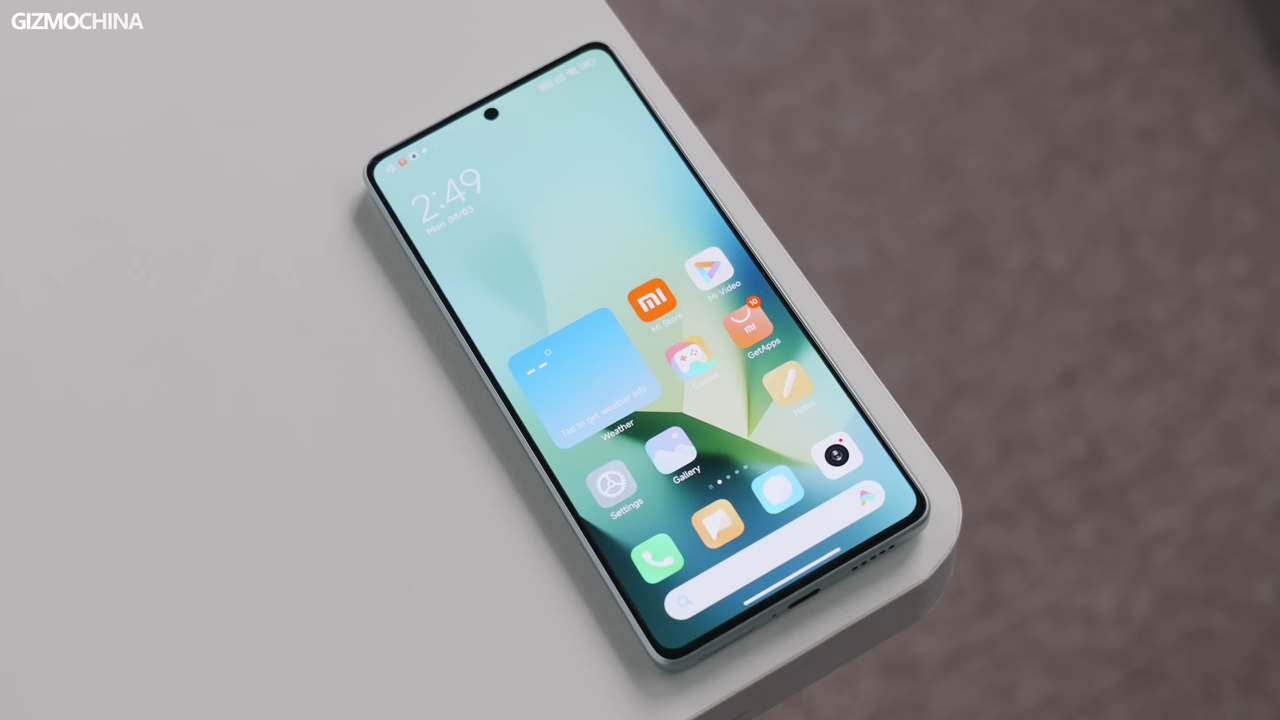 GIZMOCHINA
2:49
Mon 04/03
Mi Video
mi
Mi Store
10
mi
GetApps
Games
Tap to get weather info
Weather
Notes
Gallery
Settings